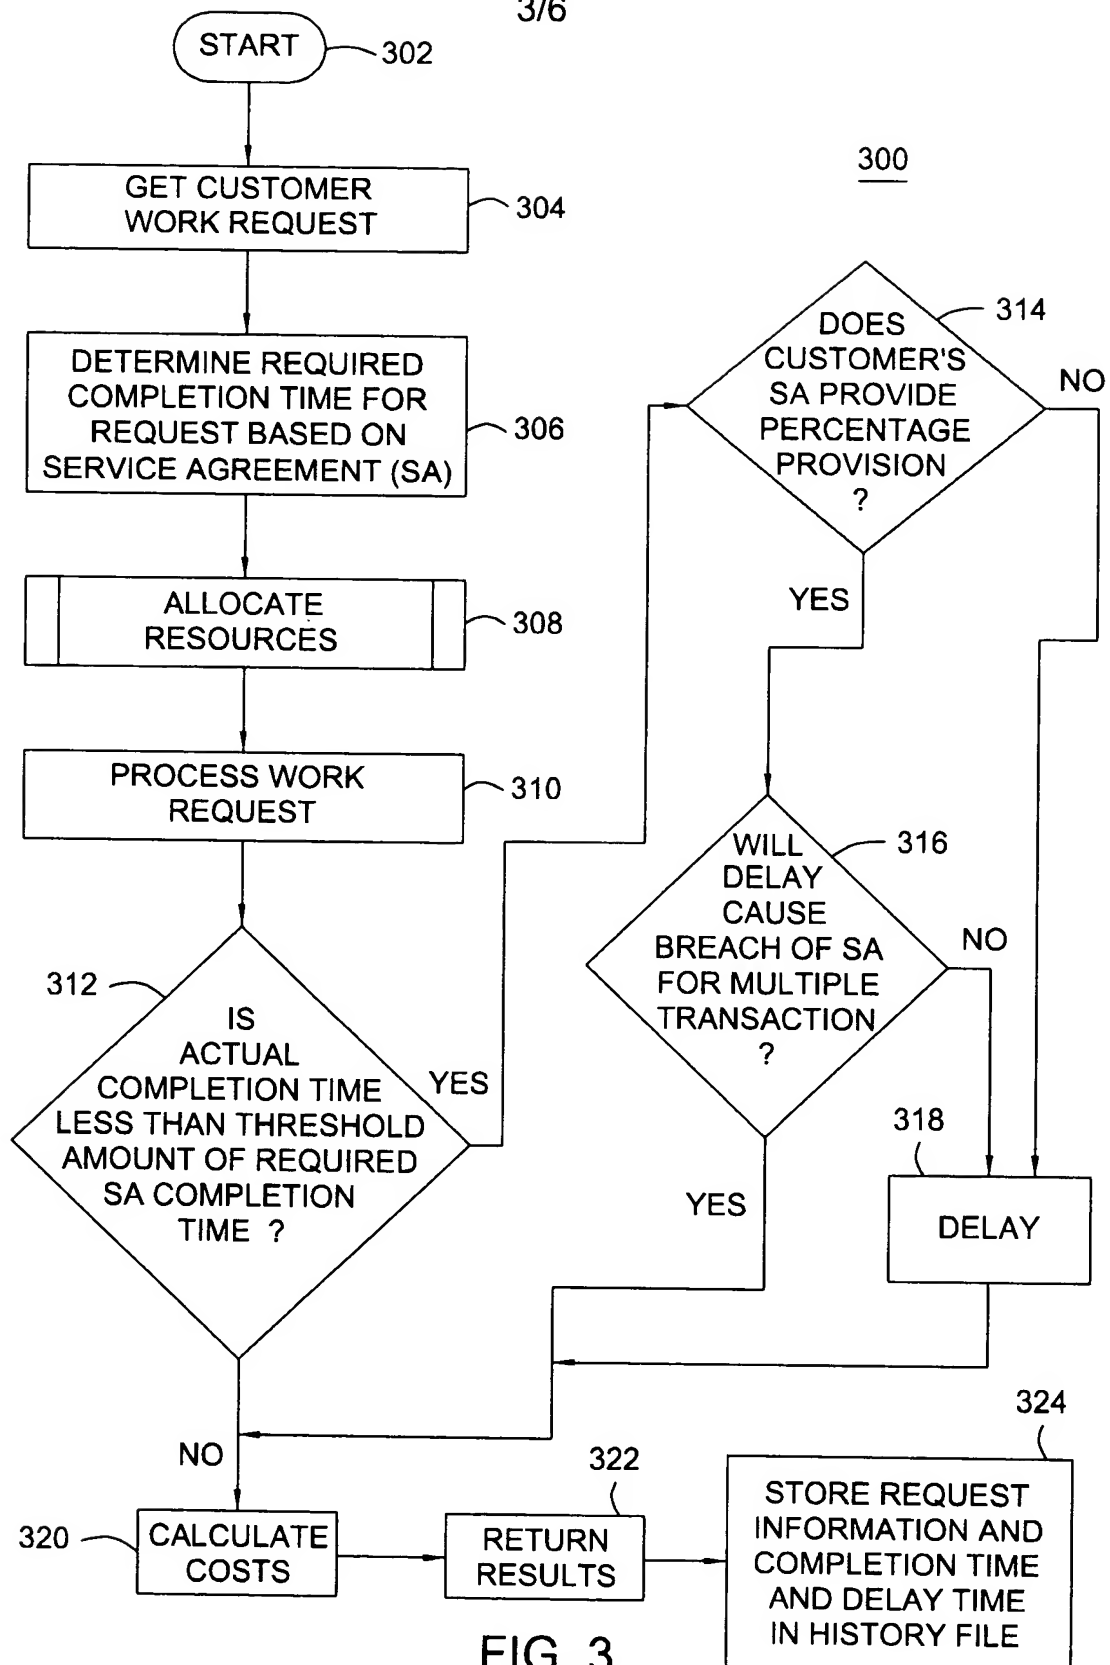 3/6
START
302
300
GET CUSTOMER
WORK REQUEST
304
DETERMINE REQUIRED
COMPLETION TIME FOR
REQUEST BASED ON
SERVICE AGREEMENT (SA)
306
ALLOCATE
RESOURCES
308
PROCESS WORK
REQUEST
310
312
IS
ACTUAL
COMPLETION TIME
LESS THAN THRESHOLD
AMOUNT OF REQUIRED
SA COMPLETION
TIME ?
YES
NO
314
DOES
CUSTOMER'S
SA PROVIDE
PERCENTAGE
PROVISION
?
NO
YES
316
WILL
DELAY
CAUSE
BREACH OF SA
FOR MULTIPLE
TRANSACTION
?
NO
YES
318
DELAY
320
CALCULATE
COSTS
322
RETURN
RESULTS
324
STORE REQUEST
INFORMATION AND
COMPLETION TIME
AND DELAY TIME
IN HISTORY FILE
FIG. 3